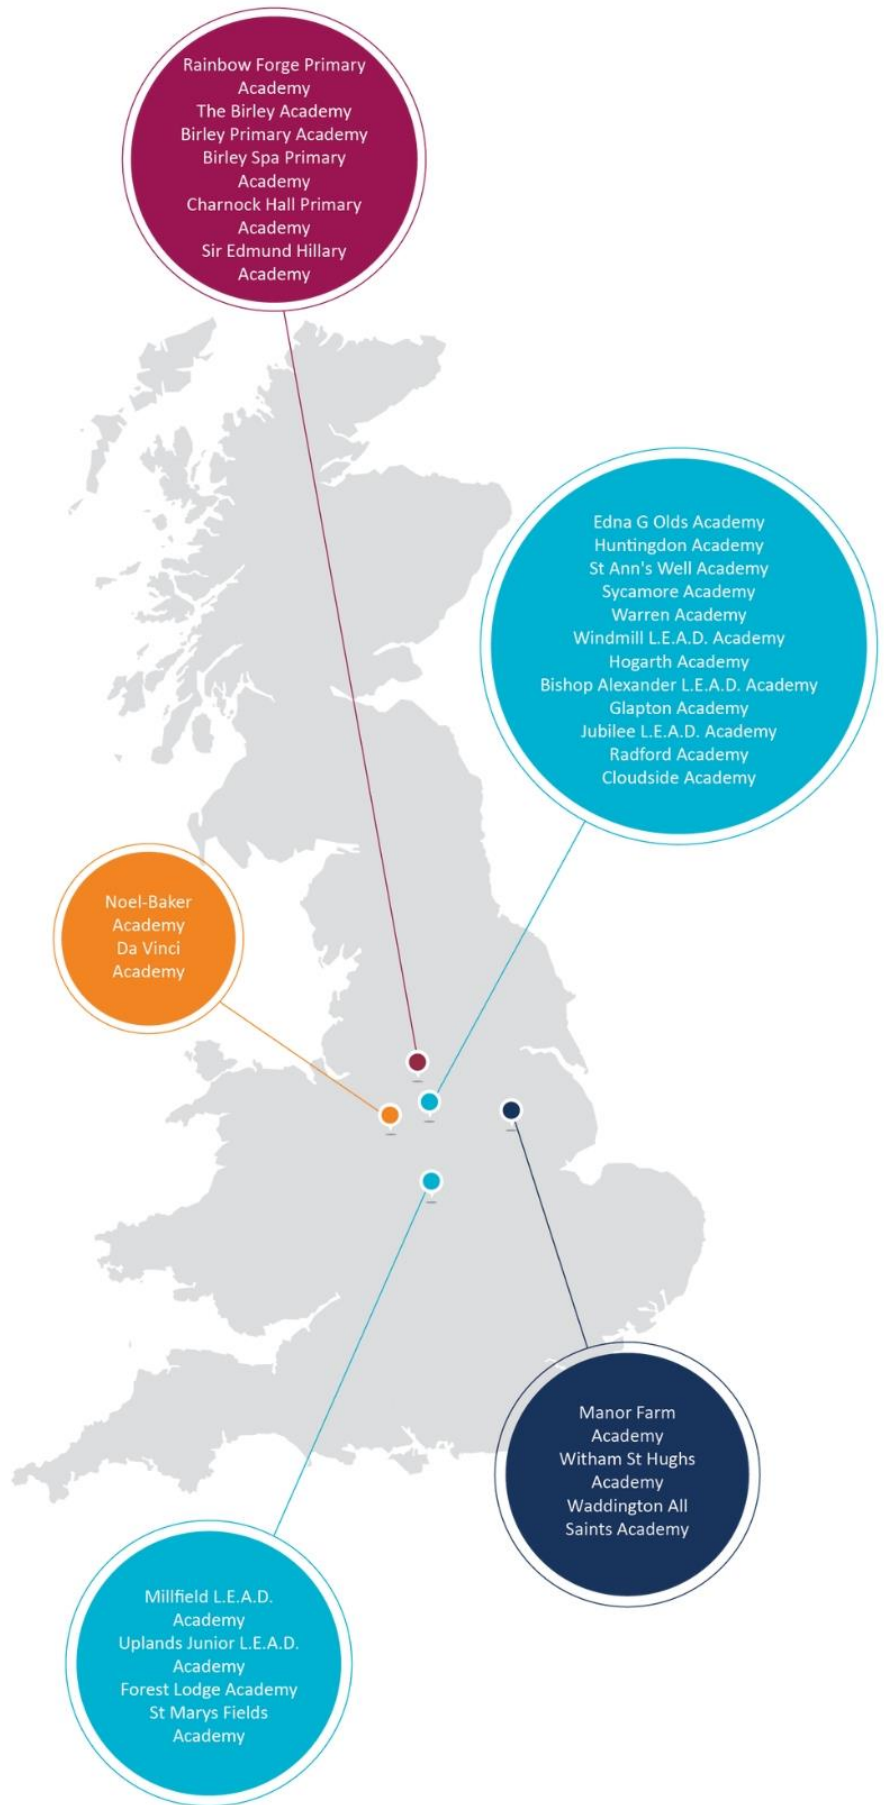 Rainbow Forge Primary
Academy
The Birley Academy
Birley Primary Academy
Birley Spa Primary
Academy
Charnock Hall Primary
Academy
Sir Edmund Hillary
Academy
Edna G Olds Academy
Huntingdon Academy
St Ann's Well Academy
Sycamore Academy
Warren Academy
Windmill L.E.A.D. Academy
Hogarth Academy
Bishop Alexander L.E.A.D. Academy
Glapton Academy
Jubilee L.E.A.D. Academy
Radford Academy
Cloudside Academy
Noel-Baker
Academy
Da Vinci
Academy
Manor Farm
Academy
Witham St Hughs
Academy
Waddington All
Saints Academy
Millfield L.E.A.D.
Academy
Uplands Junior L.E.A.D.
Academy
Forest Lodge Academy
St Marys Fields
Academy